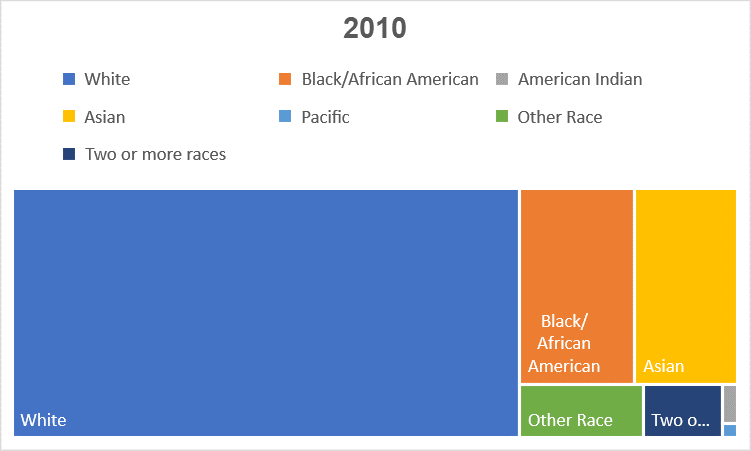 2010
White
Black/African American
American Indian
Asian
Pacific
Other Race
Two or more races
White
Black/
African
American
Asian
Other Race
Two o...